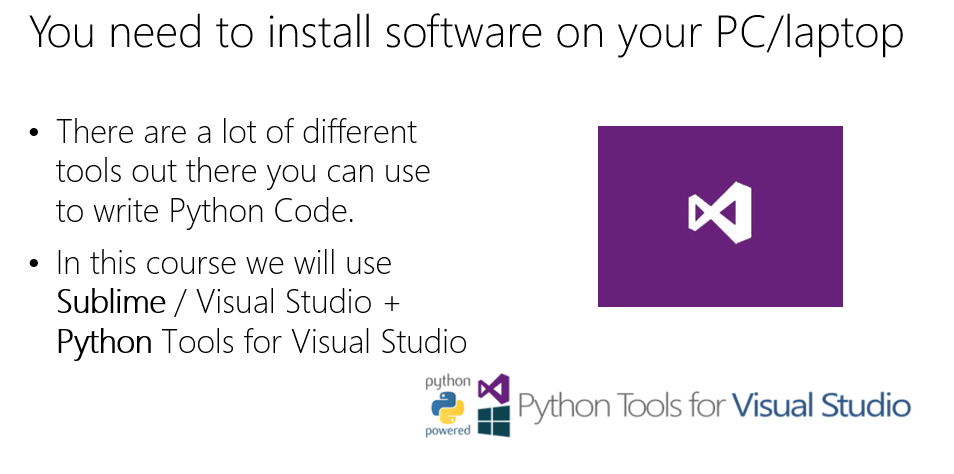 You need to install software on your PC/laptop
• There are a lot of different
tools out there you can use
to write Python Code.
• In this course we will use
Sublime / Visual Studio +
Python Tools for Visual Studio
python
powered
Python Tools for Visual Studio